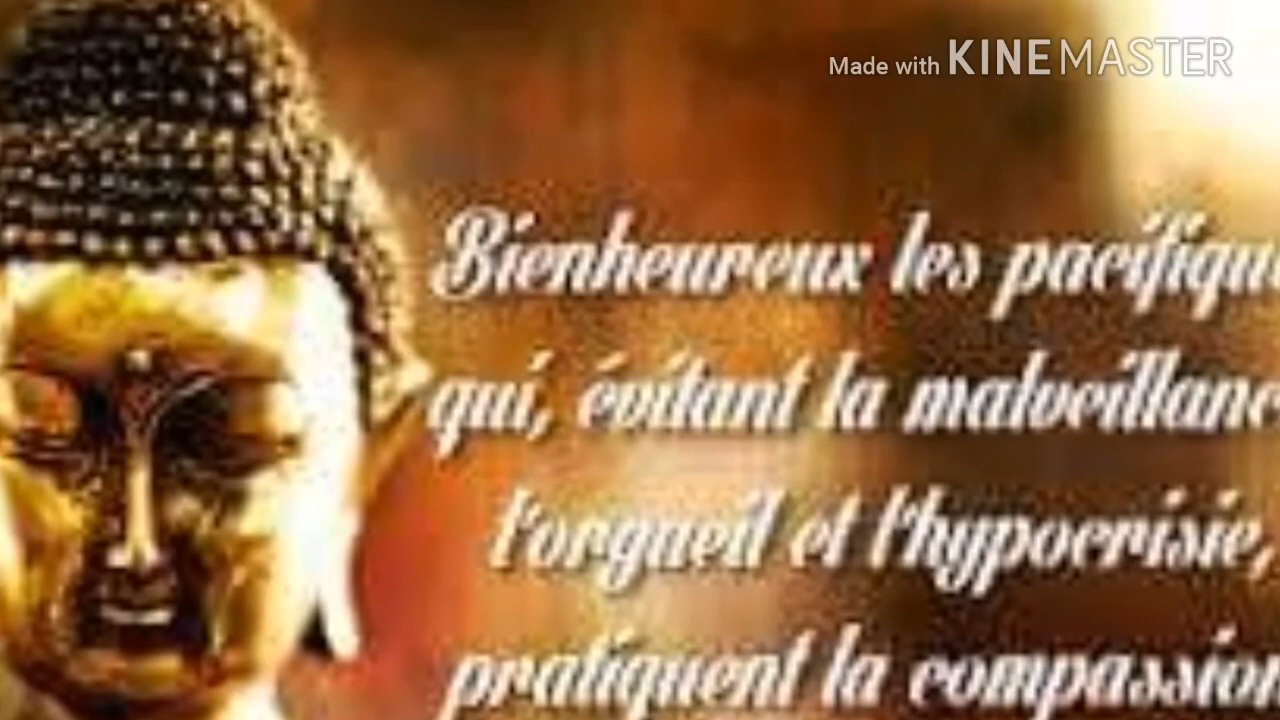 Made with KINEMASTER
Bienheureux les pacifiqu
qui, évitant la malveillanc
l'orgueil et l'hypocrisie,
pratiquent la compassion